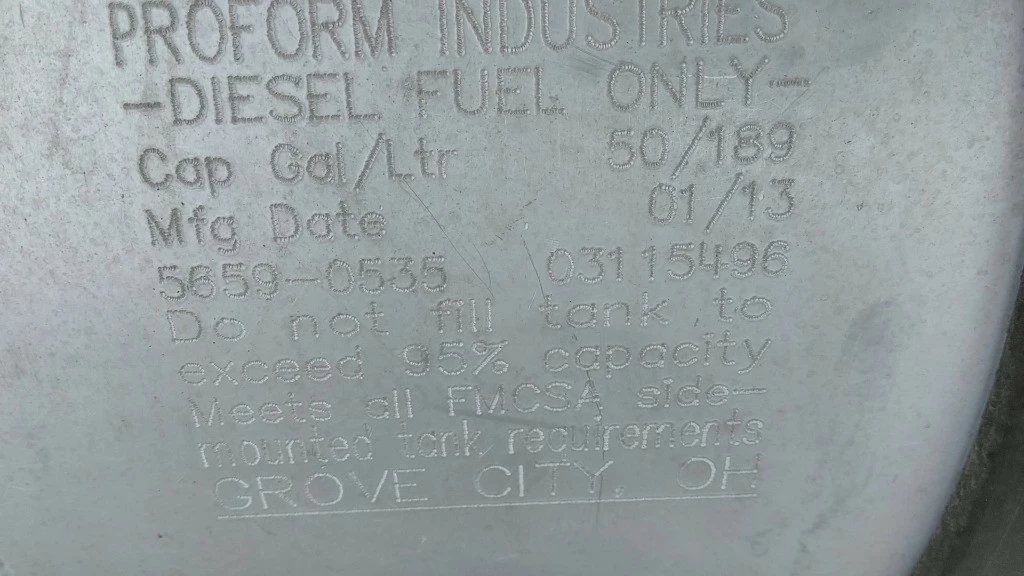 PROFORM INDUSTRIES
-DIESEL FUEL ONLY-
Cap Gal/Ltr 50/189
Mfg Date 01/13
5659-0535 03115496
Do not fill tank to
exceed 95% capacity
Meets all FMCSA side-
mounted tank requirements
GROVE CITY, OH